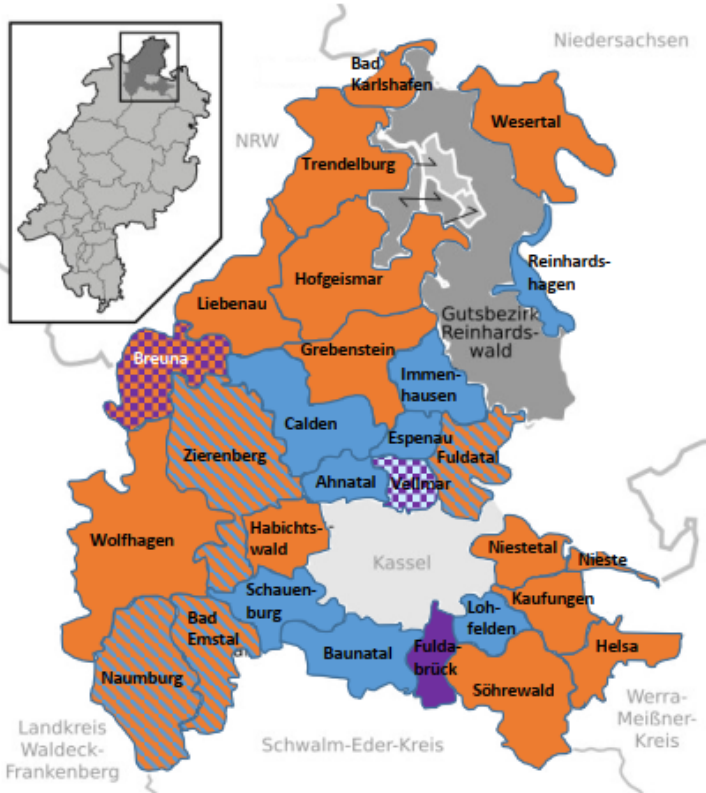 Niedersachsen
Bad
Karlshafen
Wesertal
NRW
Trendelburg
Reinhards-
hagen
Hofgeismar
Liebenau
Gutsbezirk
Reinhards-
wald
Breuna
Grebenstein
Immen-
hausen
Calden
Espenau
Zierenberg
Fuldatal
Ahnatal
Vellmar
Habichts-
wald
Wolfhagen
Kassel
Niestetal
Nieste
Schauen-
burg
Kaufungen
Loh-
felden
Bad
Emstal
Helsa
Baunatal
Fulda-
brück
Naumburg
Söhrewald
Werra-
Meißner-
Kreis
Landkreis
Waldeck-
Frankenberg
Schwalm-Eder-Kreis